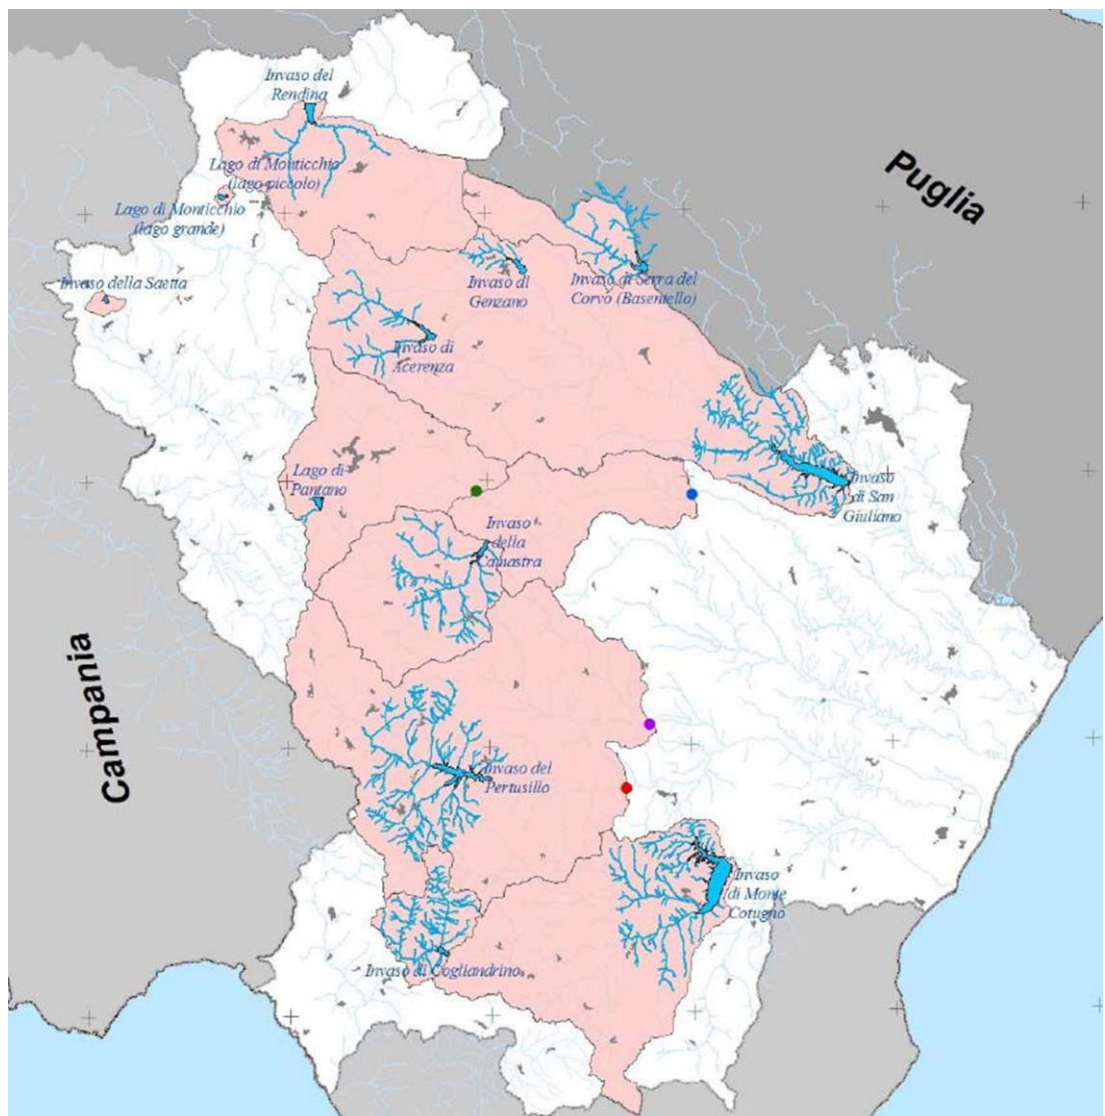 Invaso del
Rendina
Puglia
Lago di Monticchio
(lago piccolo)
Lago di Monticchio
(lago grande)
Invaso della Saetta
Invaso di
Genzano
Invaso di Serra del
Corvo (Basentello)
Invaso di
Acerenza
Lago di
Pantano
Invaso
di San
Giuliano
Invaso
della
Camastra
Campania
Invaso del
Pertusillo
Invaso
di Monte
Cotugno
Invaso di Cogliandrino